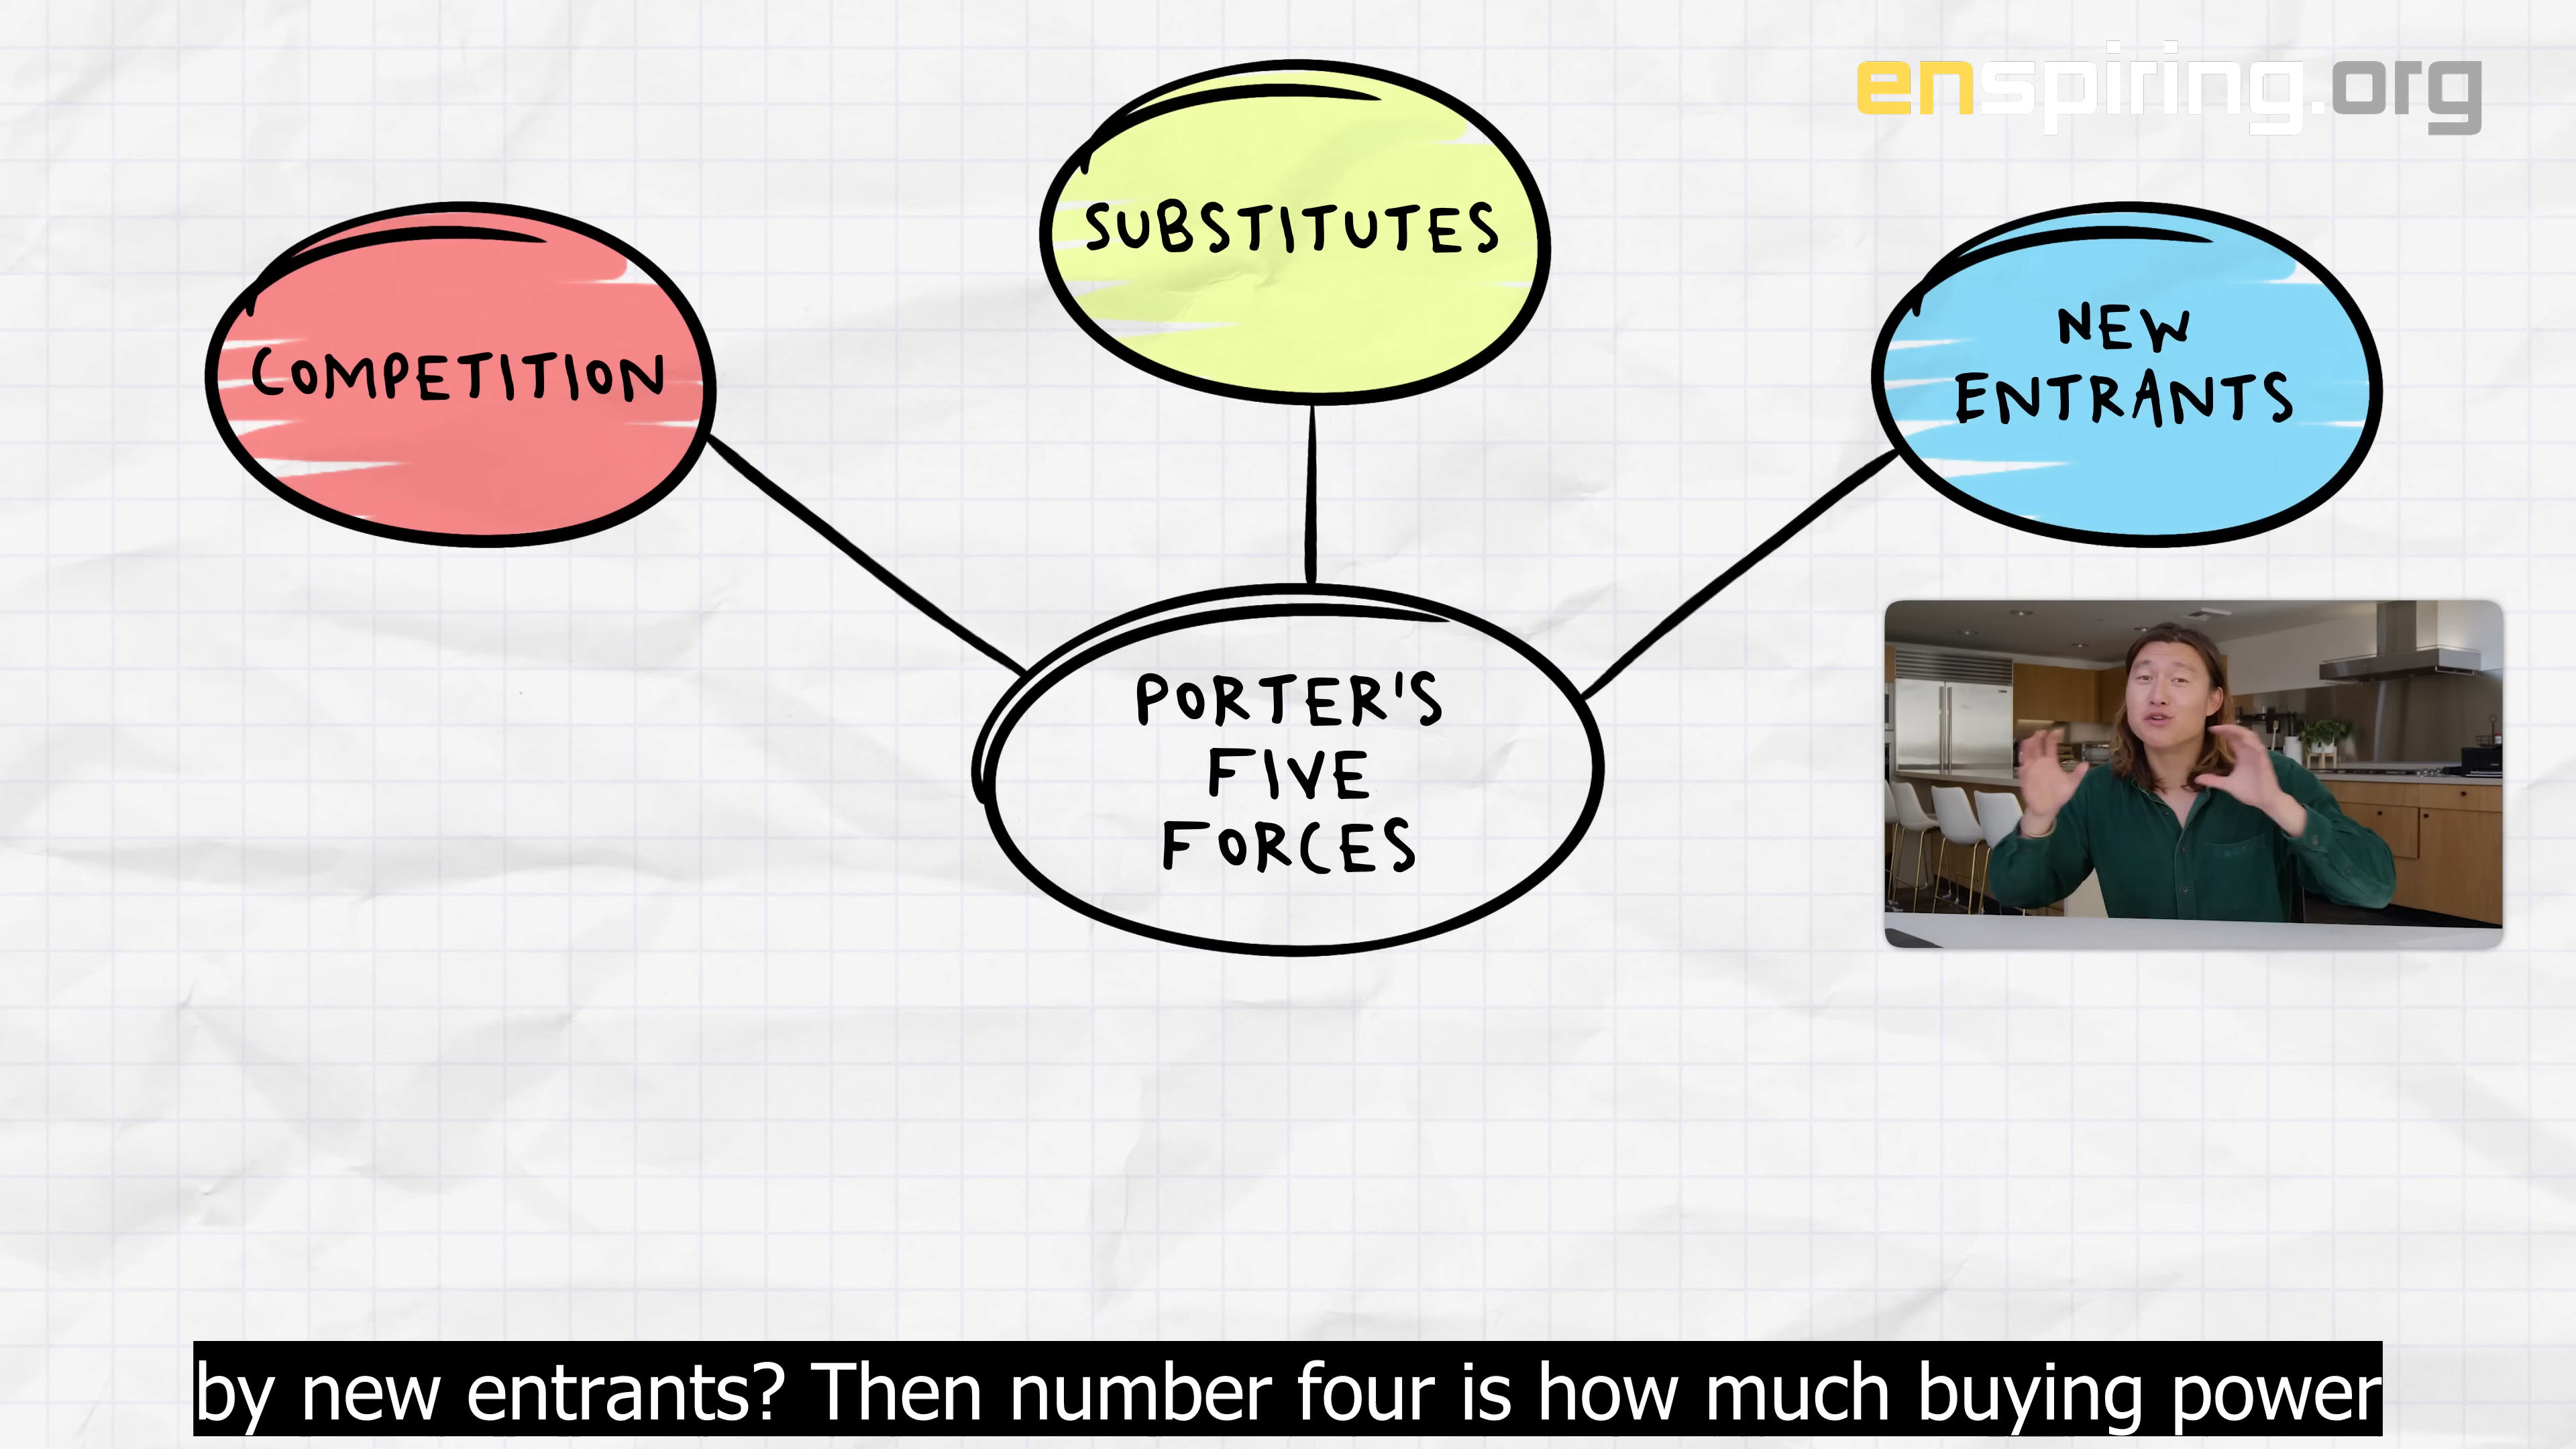 enspiring.org
SUBSTITUTES
COMPETITION
NEW
ENTRANTS
PORTER'S
FIVE
FORCES
by new entrants? Then number four is how much buying power